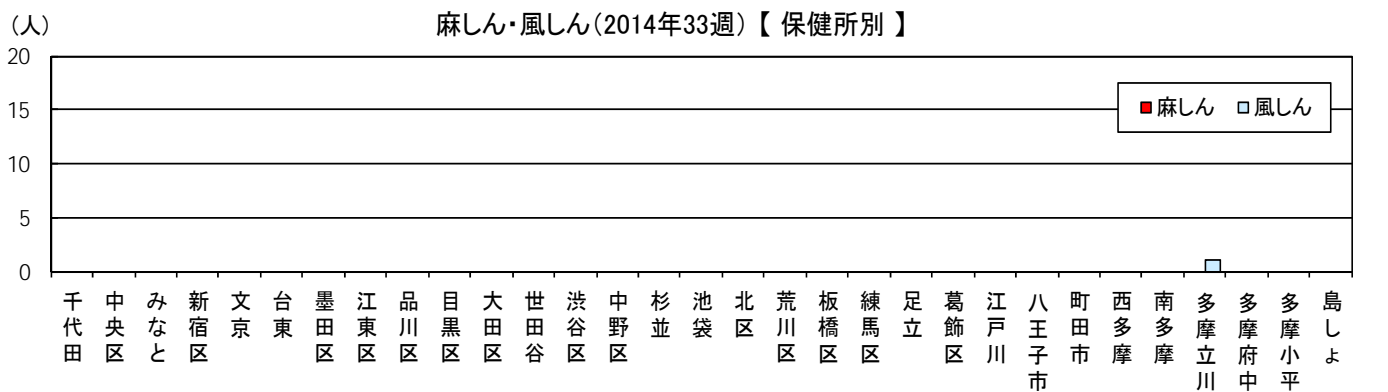 （人）
麻しん・風しん（2014年33週）【 保健所別 】
20
15
10
5
0
麻しん
風しん
千代田
中央区
みなと
新宿区
文京
台東
墨田区
江東区
品川区
目黒区
大田区
世田谷
渋谷区
中野区
杉並
池袋
北区
荒川区
板橋区
練馬区
足立
葛飾区
江戸川
八王子市
町田市
西多摩
南多摩
多摩立川
多摩府中
多摩小平
島しょ